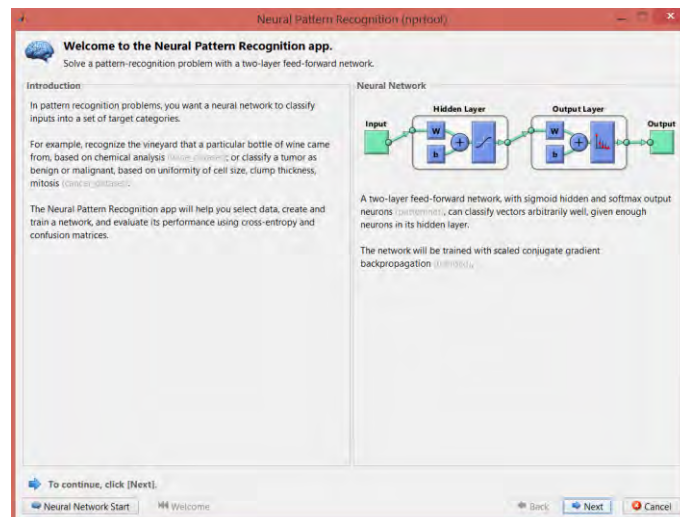 Neural Pattern Recognition (nprtool)
Welcome to the Neural Pattern Recognition app.
Solve a pattern-recognition problem with a two-layer feed-forward network.
Introduction
In pattern recognition problems, you want a neural network to classify
inputs into a set of target categories.
For example, recognize the vineyard that a particular bottle of wine came
from, based on chemical analysis (wine_dataset); or classify a tumor as
benign or malignant, based on uniformity of cell size, clump thickness,
mitosis (cancer_dataset).
The Neural Pattern Recognition app will help you select data, create and
train a network, and evaluate its performance using cross-entropy and
confusion matrices.
Neural Network
Hidden Layer
Output Layer
Input
Output
W
W
b
b
A two-layer feed-forward network, with sigmoid hidden and softmax output
neurons (patternnet), can classify vectors arbitrarily well, given enough
neurons in its hidden layer.
The network will be trained with scaled conjugate gradient
backpropagation (trainscg).
To continue, click [Next].
Neural Network Start
Welcome
Back
Next
Cancel